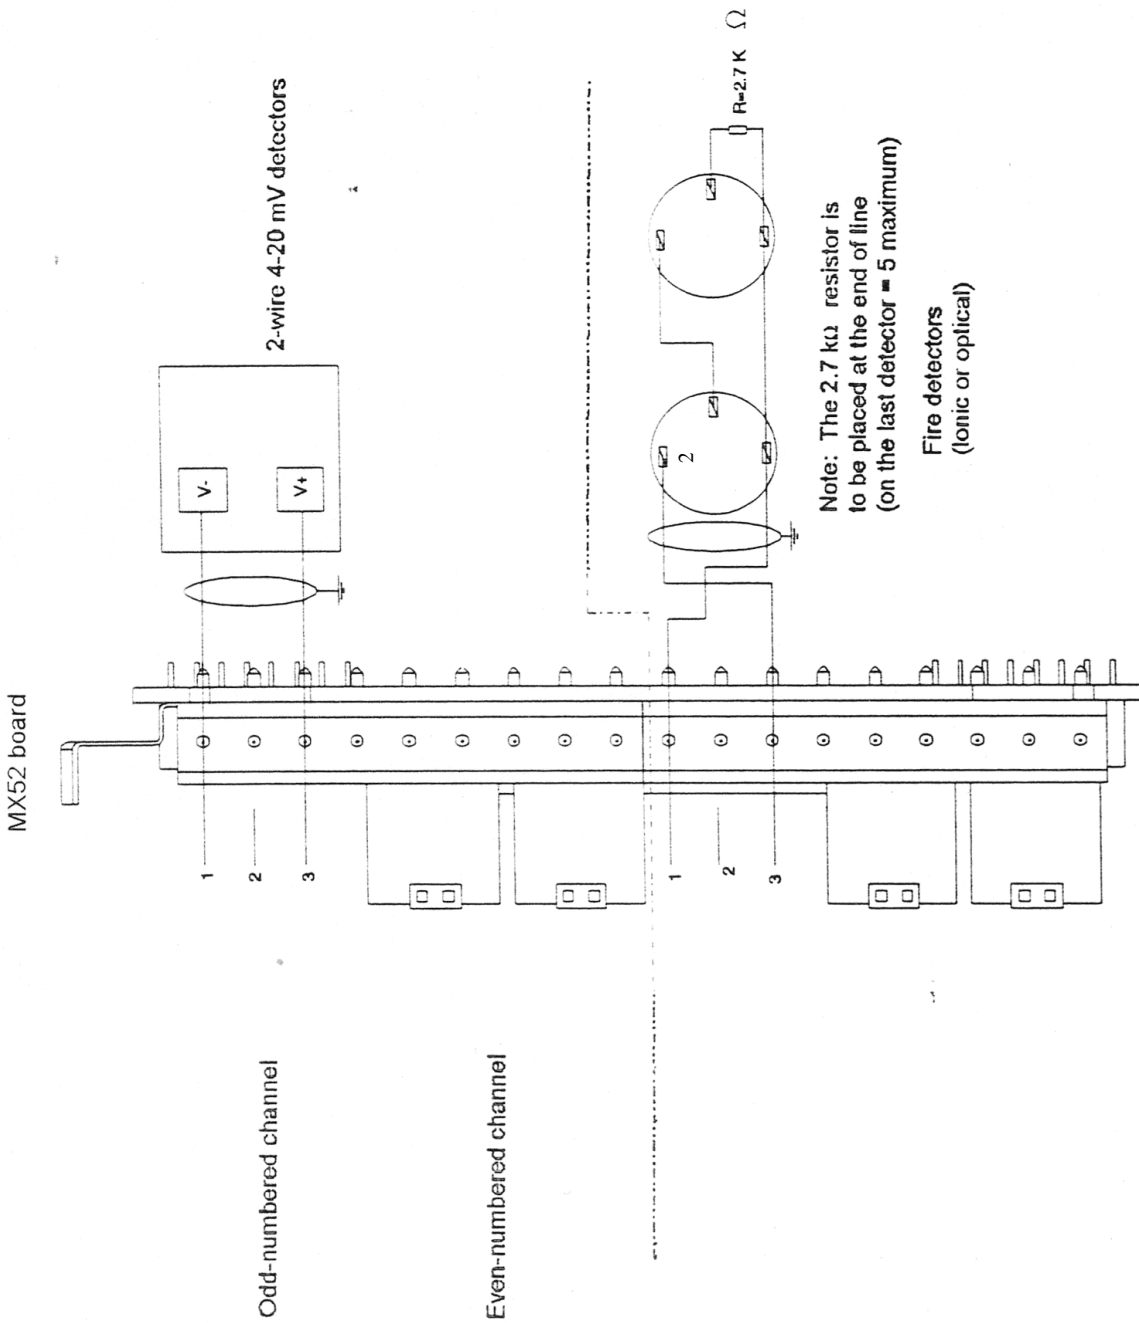 MX52 board
Odd-numbered channel
Even-numbered channel
1
2
3
1
2
3
V-
V+
2-wire 4-20 mV detectors
2
R=2.7 K Ω
Note: The 2.7 kΩ resistor is
to be placed at the end of line
(on the last detector = 5 maximum)
Fire detectors
(Ionic or optical)